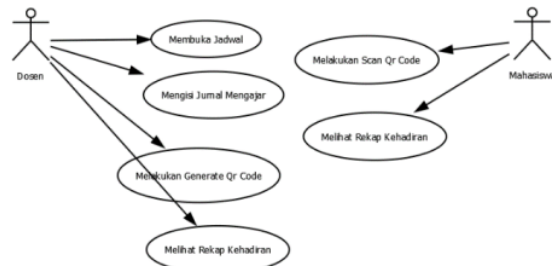 Membuka Jadwal
Dosen
Mengisi Jurnal Mengajar
Melakukan Generate Qr Code
Melihat Rekap Kehadiran
Melakukan Scan Qr Code
Mahasiswa
Melihat Rekap Kehadiran